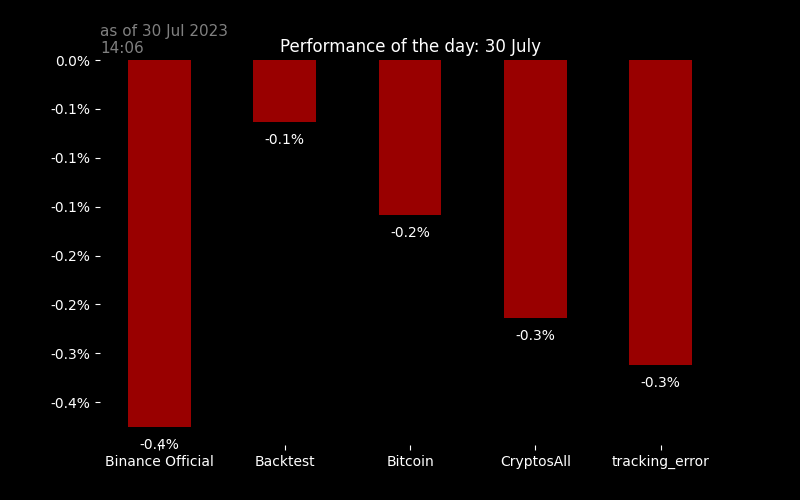 as of 30 Jul 2023
14:06
Performance of the day: 30 July
0.0%
-0.1%
-0.1%
-0.1%
-0.2%
-0.2%
-0.3%
-0.4%
-0.4%
-0.1%
-0.2%
-0.3%
-0.3%
Binance Official
Backtest
Bitcoin
CryptosAll
tracking_error